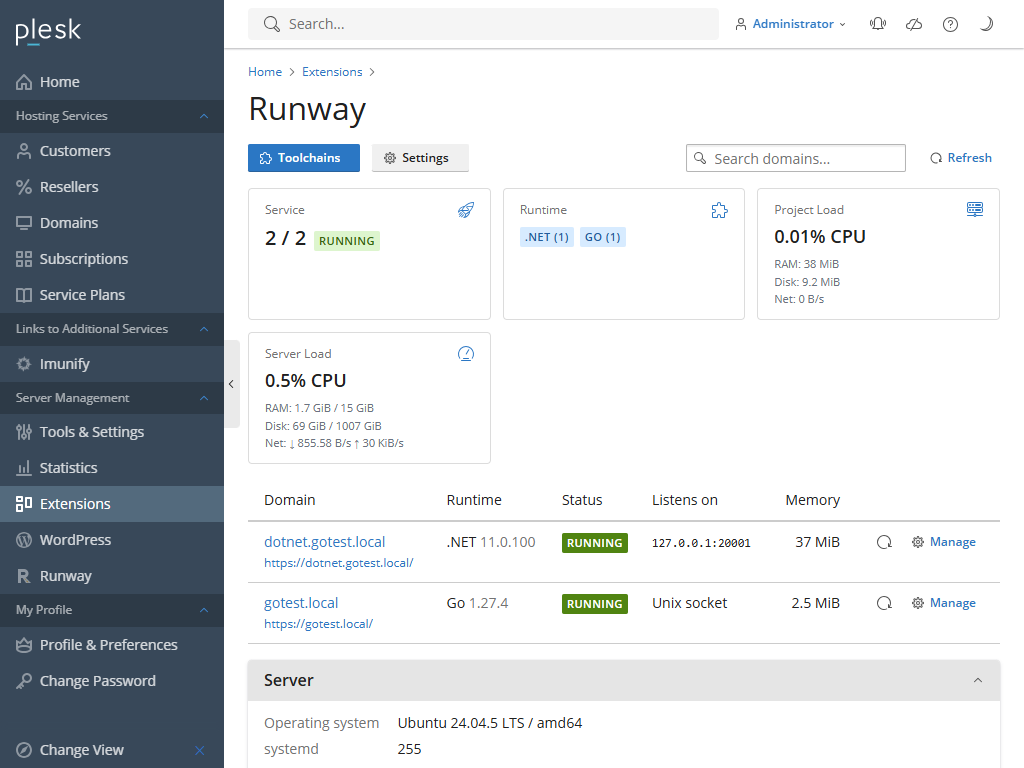 plesk
Home
Hosting Services
Customers
Resellers
Domains
Subscriptions
Service Plans
Links to Additional Services
Imunify
Server Management
Tools & Settings
Statistics
Extensions
WordPress
Runway
My Profile
Profile & Preferences
Change Password
Change View
Search...
Administrator
Home > Extensions >
Runway
Toolchains
Settings
Search domains...
Refresh
Service
2 / 2 RUNNING
Runtime
.NET (1) GO (1)
Project Load
0.01% CPU
RAM: 38 MiB
Disk: 9.2 MiB
Net: 0 B/s
Server Load
0.5% CPU
RAM: 1.7 GiB / 15 GiB
Disk: 69 GiB / 1007 GiB
Net: ↓ 855.58 B/s ↑ 30 KiB/s
Domain Runtime Status Listens on Memory
dotnet.gotest.local .NET 11.0.100 RUNNING 127.0.0.1:20001 37 MiB Manage
https://dotnet.gotest.local/
gotest.local Go 1.27.4 RUNNING Unix socket 2.5 MiB Manage
https://gotest.local/
Server
Operating system Ubuntu 24.04.5 LTS / amd64
systemd 255